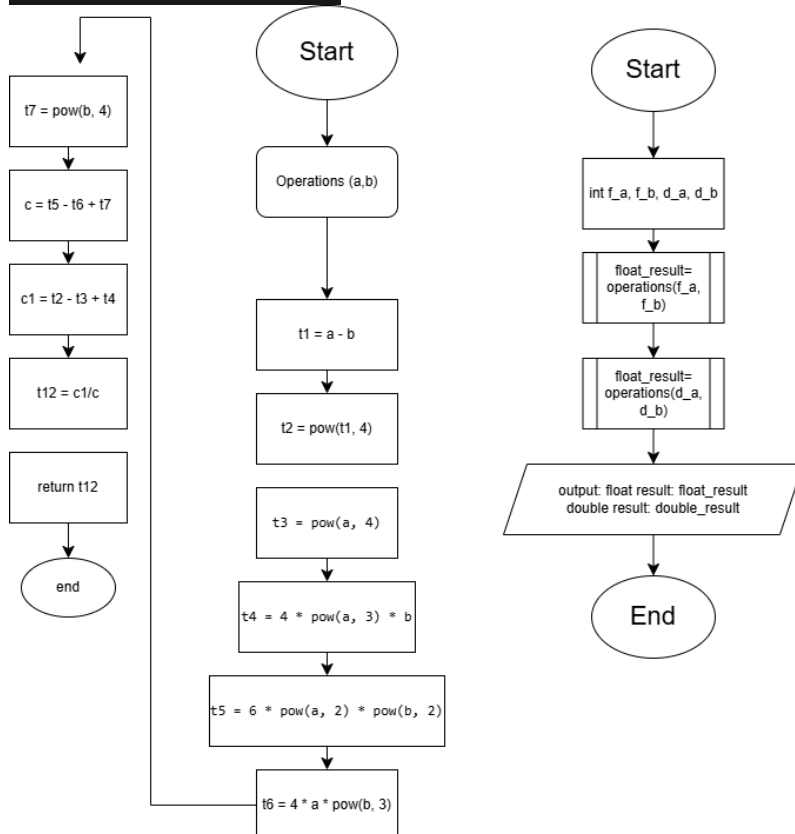 Start
Operations (a,b)
t1 = a - b
t2 = pow(t1, 4)
t3 = pow(a, 4)
t4 = 4 * pow(a, 3) * b
t5 = 6 * pow(a, 2) * pow(b, 2)
t6 = 4 * a * pow(b, 3)
t7 = pow(b, 4)
c = t5 - t6 + t7
c1 = t2 - t3 + t4
t12 = c1/c
return t12
end
Start
int f_a, f_b, d_a, d_b
float_result=
operations(f_a,
f_b)
float_result=
operations(d_a,
d_b)
output: float result: float_result
double result: double_result
End